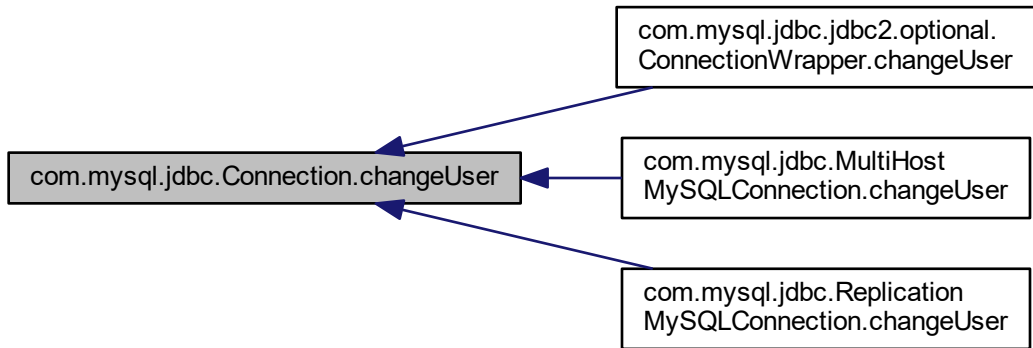 com.mysql.jdbc.jdbc2.optional.
ConnectionWrapper.changeUser
com.mysql.jdbc.Connection.changeUser
com.mysql.jdbc.MultiHost
MySQLConnection.changeUser
com.mysql.jdbc.Replication
MySQLConnection.changeUser